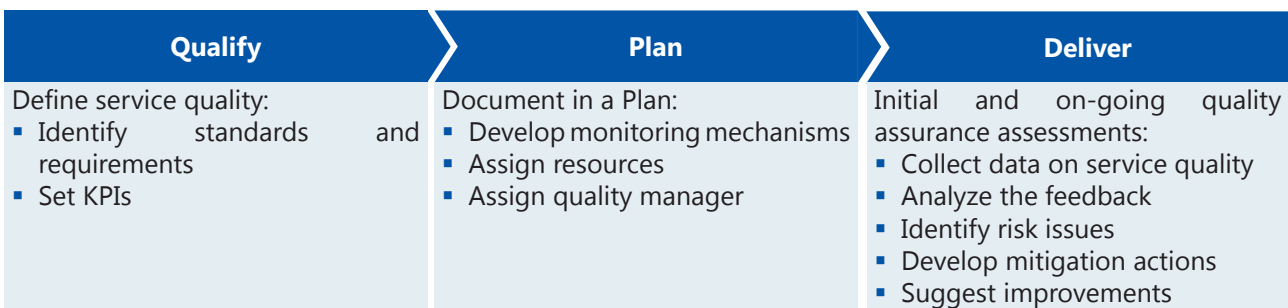 Qualify
Define service quality:
▪ Identify standards and
requirements
▪ Set KPIs
Plan
Document in a Plan:
▪ Develop monitoring mechanisms
▪ Assign resources
▪ Assign quality manager
Deliver
Initial and on-going quality
assurance assessments:
▪ Collect data on service quality
▪ Analyze the feedback
▪ Identify risk issues
▪ Develop mitigation actions
▪ Suggest improvements